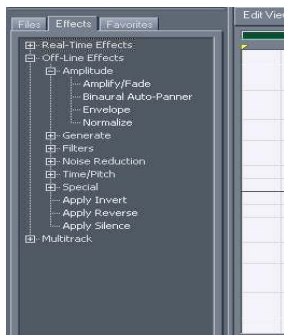 Files Effects Favorites
Edit Vie
Real-Time Effects
Off-Line Effects
Amplitude
Amplify/Fade
Binaural Auto-Panner
Envelope
Normalize
Generate
Filters
Noise Reduction
Time/Pitch
Special
Apply Invert
Apply Reverse
Apply Silence
Multitrack